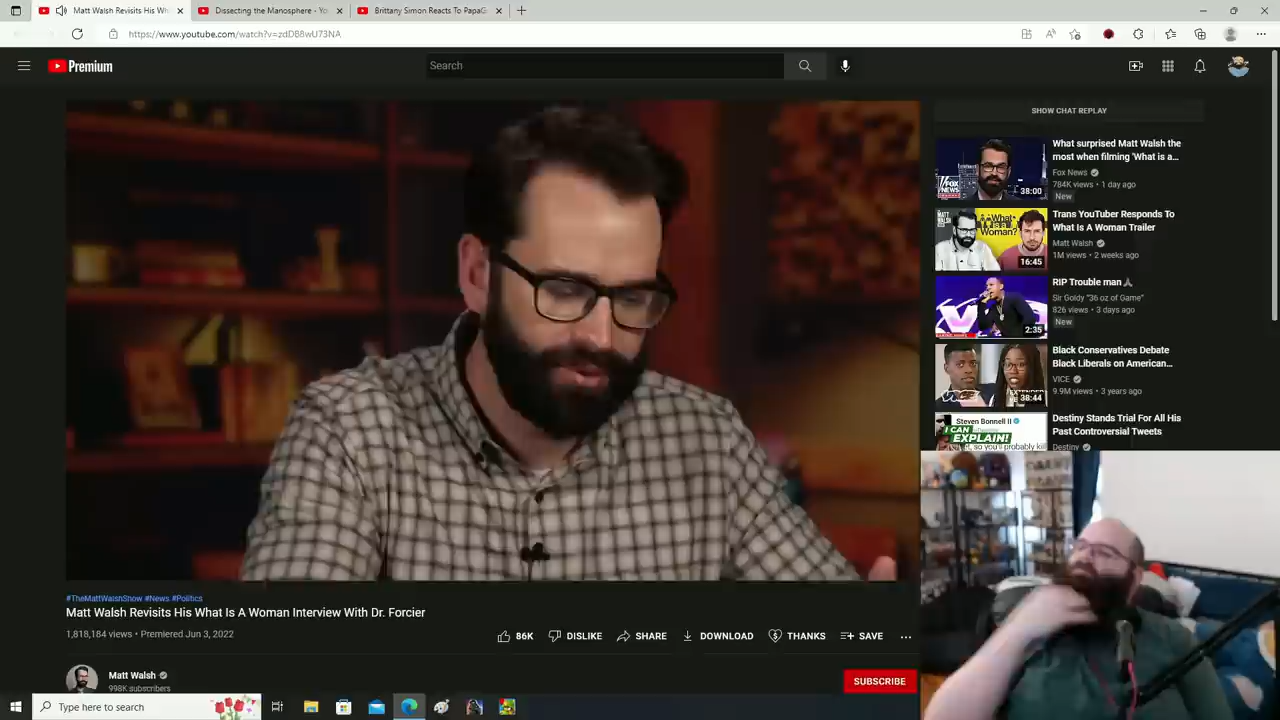 Matt Walsh Revisits His Wh
Dissecting the Manosphere - Yo
Brittany Simon Reacts To PapaG
https://www.youtube.com/watch?v=zdDB8wU73NA
Premium
Search
SHOW CHAT REPLAY
What surprised Matt Walsh the
most when filming 'What is a...
Fox News
784K views • 1 day ago
New
38:00
Trans YouTuber Responds To
What Is A Woman Trailer
Matt Walsh
1M views • 2 weeks ago
16:45
RIP Trouble man🙏
Sir Goldy "36 oz of Game"
826 views • 3 days ago
New
2:35
Black Conservatives Debate
Black Liberals on American...
VICE
9.9M views • 3 years ago
38:44
Destiny Stands Trial For All His
Past Controversial Tweets
Destiny
Steven Bonnell II
I CAN
EXPLAIN!
#TheMattWalshShow #News #Politics
Matt Walsh Revisits His What Is A Woman Interview With Dr. Forcier
1,818,184 views • Premiered Jun 3, 2022
86K DISLIKE SHARE DOWNLOAD THANKS SAVE
Matt Walsh
998K subscribers
SUBSCRIBE
Type here to search